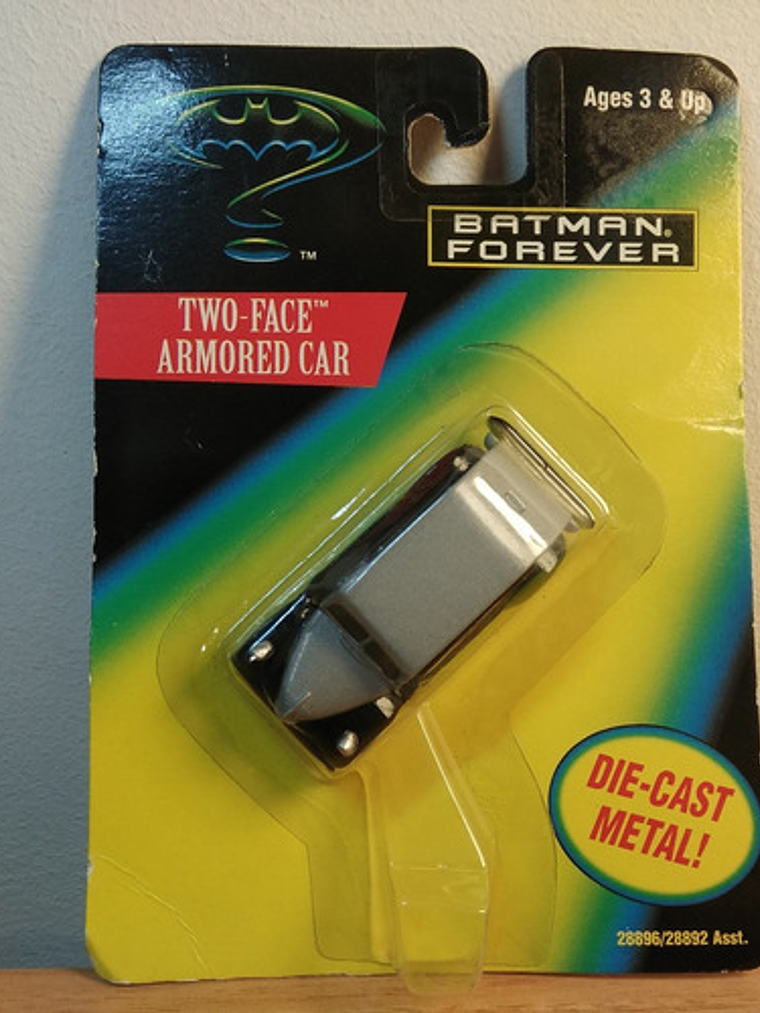 Ages 3 & Up
TM
BATMAN®
FOREVER
TWO-FACE™
ARMORED CAR
DIE-CAST
METAL!
28896/28892 Asst.